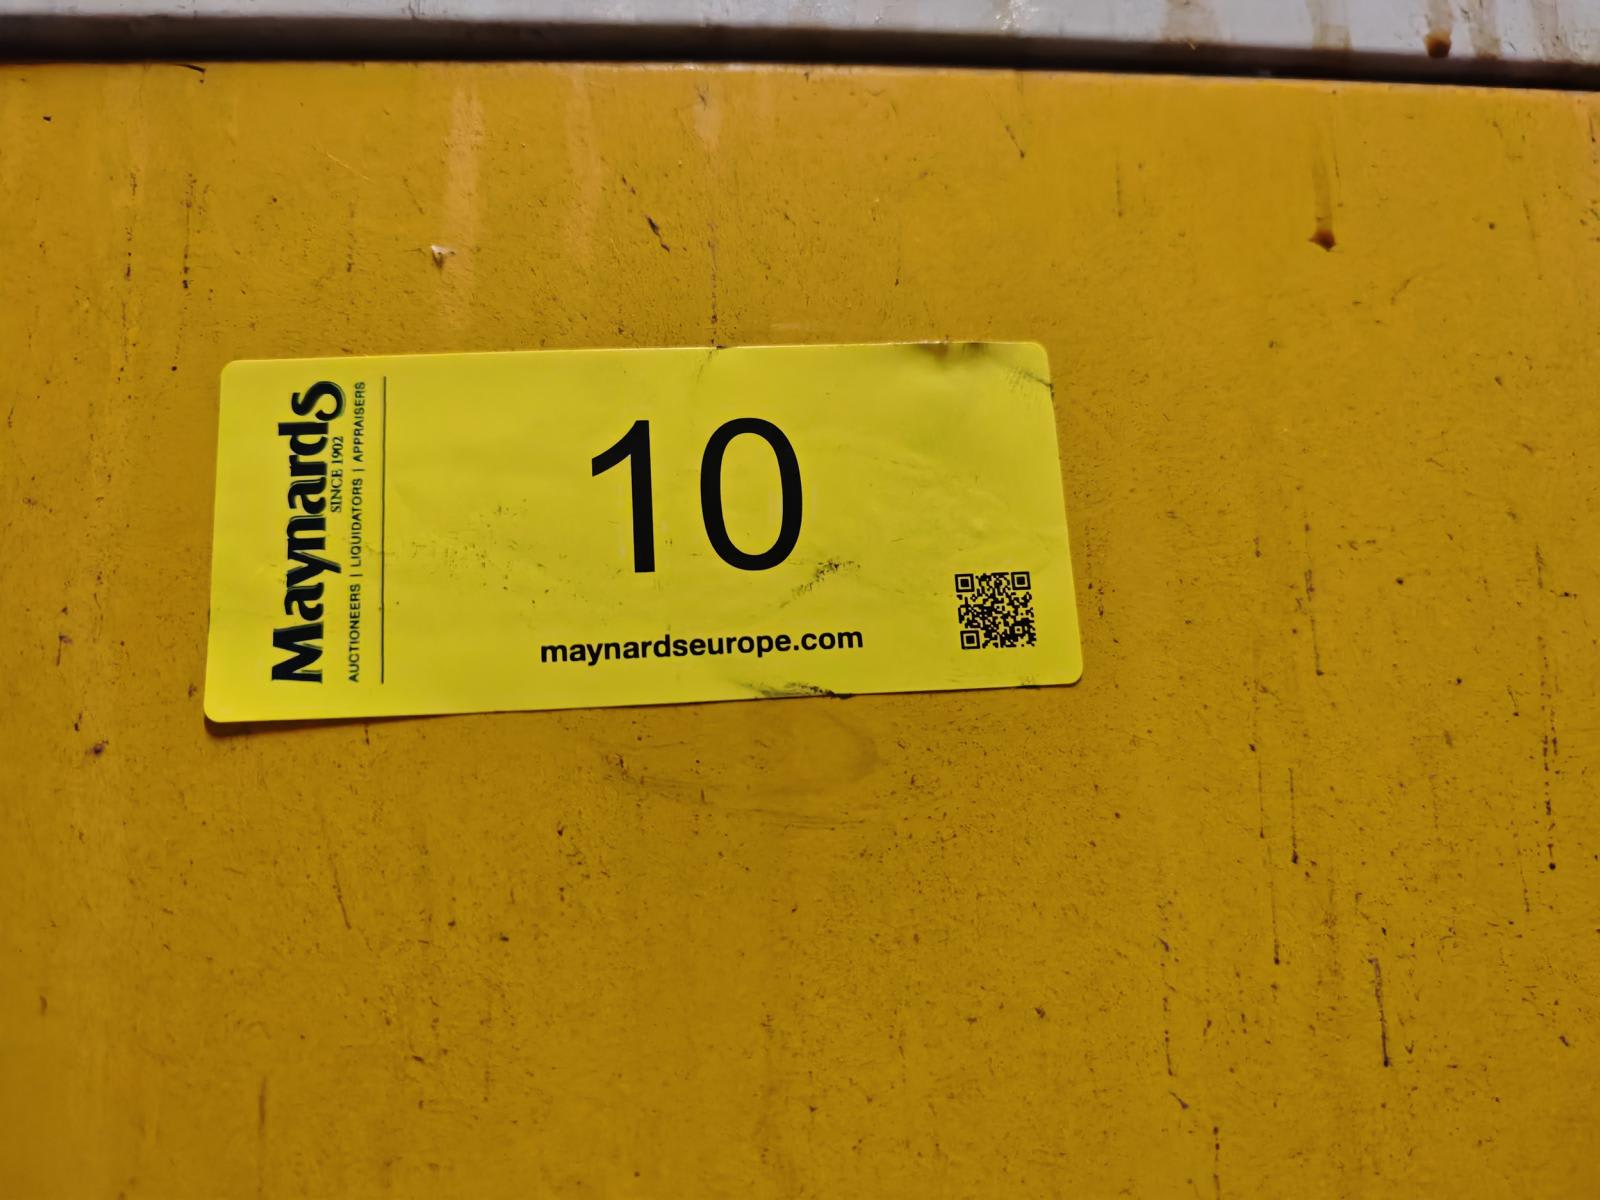 Maynards
SINCE 1902
AUCTIONEERS | LIQUIDATORS | APPRAISERS
10
maynardseurope.com